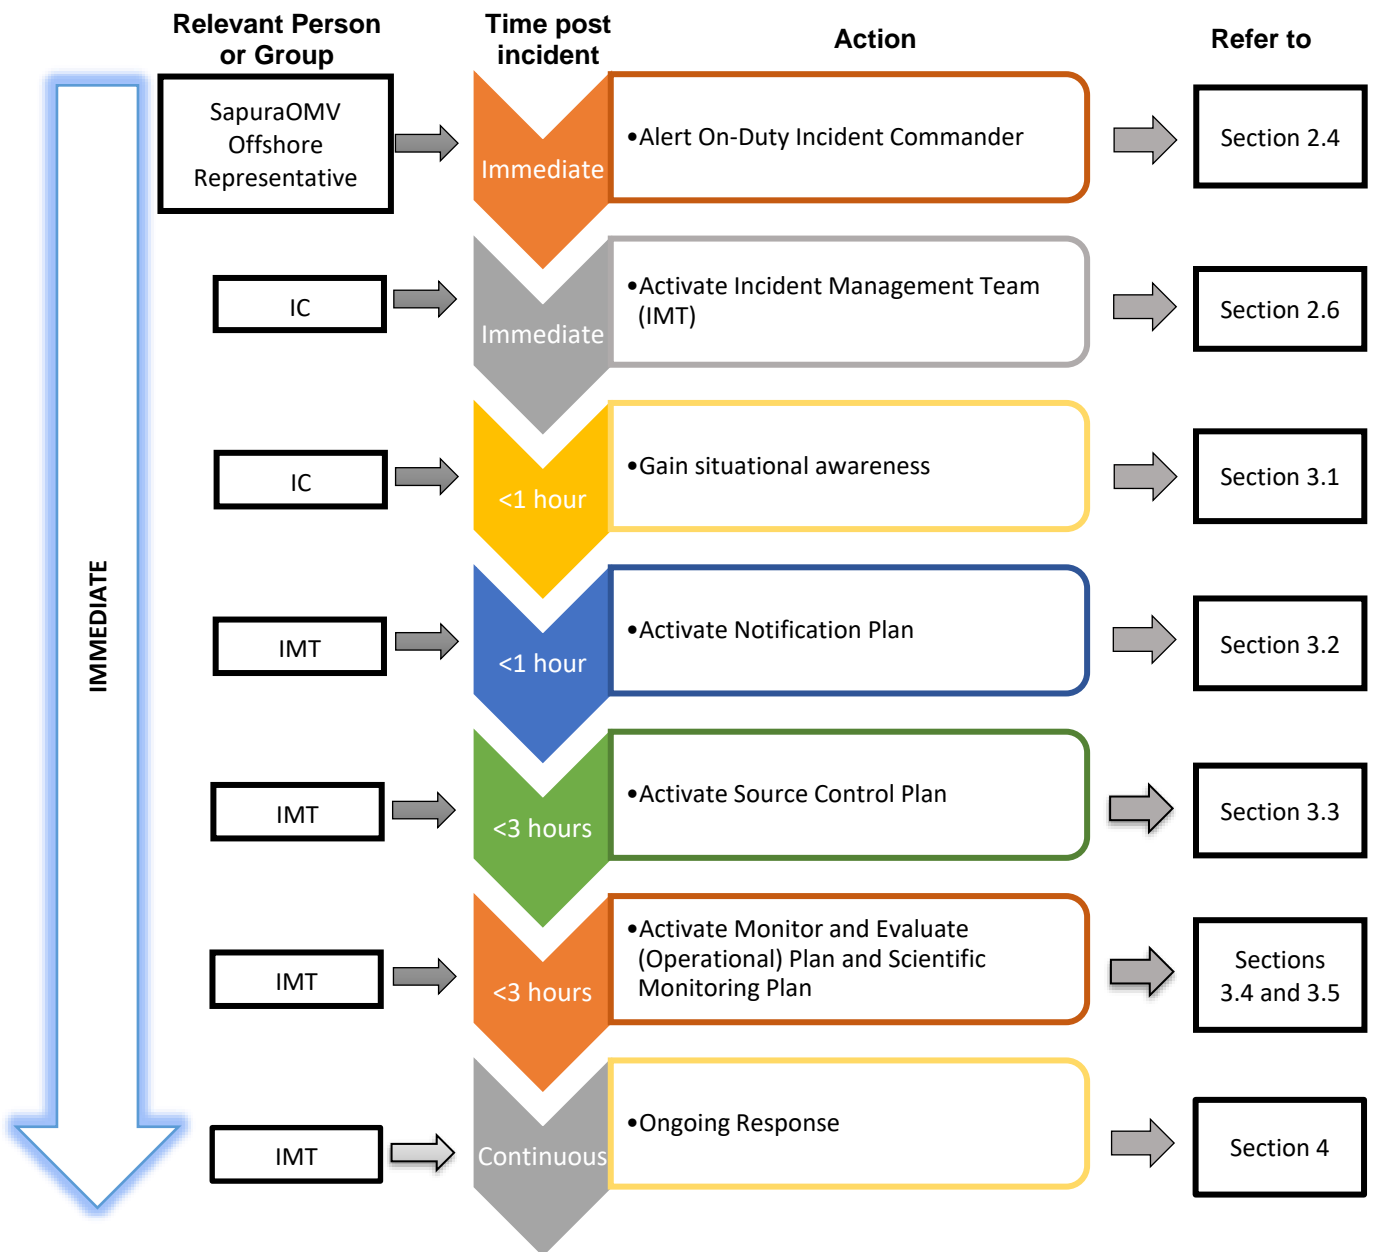 Relevant Person
or Group
Time post
incident
Action
Refer to
SapuraOMV
Offshore
Representative
Immediate
•Alert On-Duty Incident Commander
Section 2.4
IC
Immediate
•Activate Incident Management Team
(IMT)
Section 2.6
IC
<1 hour
•Gain situational awareness
Section 3.1
IMMEDIATE
IMT
<1 hour
•Activate Notification Plan
Section 3.2
IMT
<3 hours
•Activate Source Control Plan
Section 3.3
IMT
<3 hours
•Activate Monitor and Evaluate
(Operational) Plan and Scientific
Monitoring Plan
Sections
3.4 and 3.5
IMT
Continuous
•Ongoing Response
Section 4